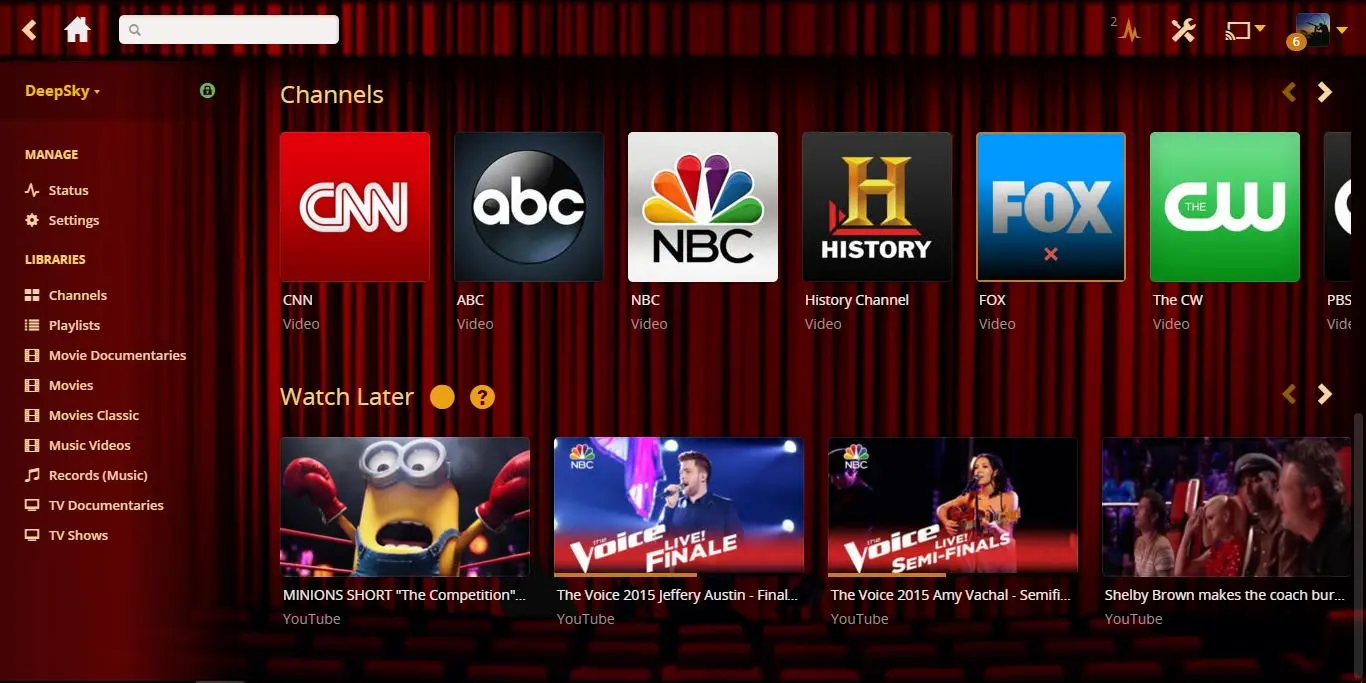 2
6
DeepSky
MANAGE
Status
Settings
LIBRARIES
Channels
Playlists
Movie Documentaries
Movies
Movies Classic
Music Videos
Records (Music)
TV Documentaries
TV Shows
Channels
CNN
abc
NBC
H
HISTORY
FOX
THE CW
CNN
Video
ABC
Video
NBC
Video
History Channel
Video
FOX
Video
The CW
Video
PBS
Vide
Watch Later
?
NBC
THE Voice LIVE!
FINALE
NBC
THE Voice LIVE!
SEMI-FINALS
MINIONS SHORT "The Competition"...
YouTube
The Voice 2015 Jeffery Austin - Final...
YouTube
The Voice 2015 Amy Vachal - Semifi...
YouTube
Shelby Brown makes the coach bur...
YouTube